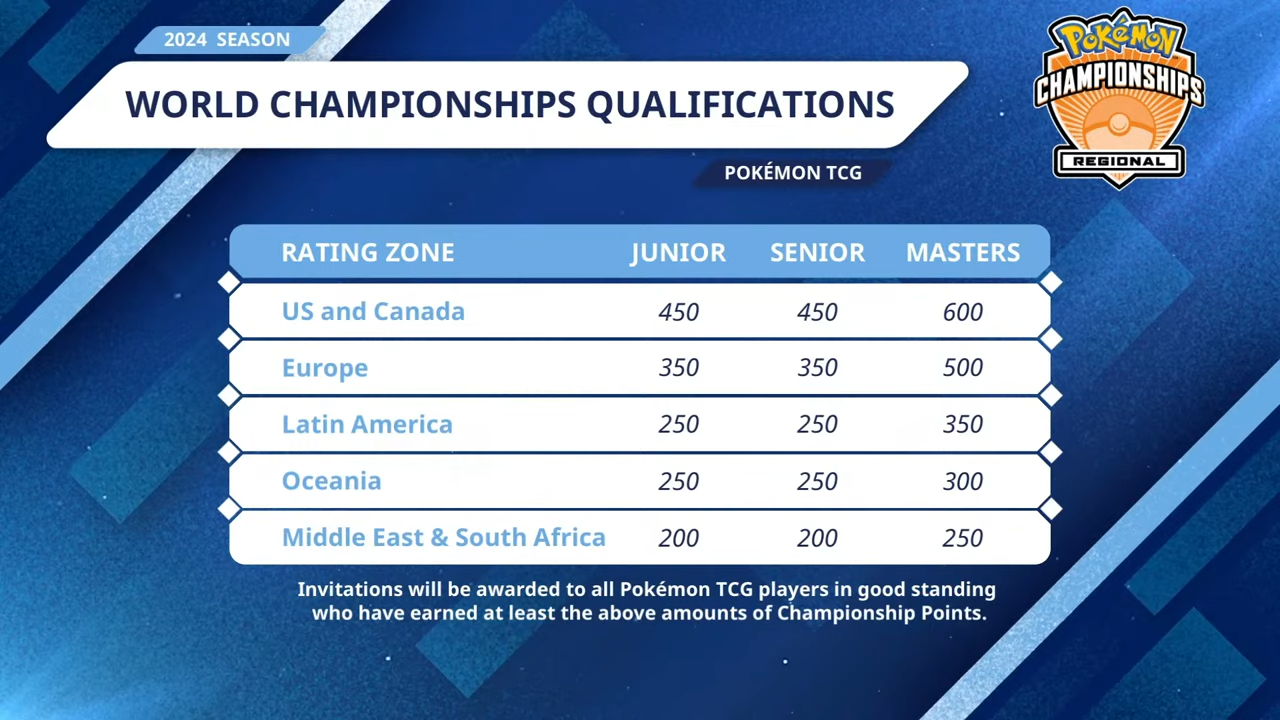 2024 SEASON
WORLD CHAMPIONSHIPS QUALIFICATIONS
POKÉMON TCG
Pokémon
CHAMPIONSHIPS
REGIONAL
RATING ZONE JUNIOR SENIOR MASTERS
US and Canada 450 450 600
Europe 350 350 500
Latin America 250 250 350
Oceania 250 250 300
Middle East & South Africa 200 200 250
Invitations will be awarded to all Pokémon TCG players in good standing
who have earned at least the above amounts of Championship Points.